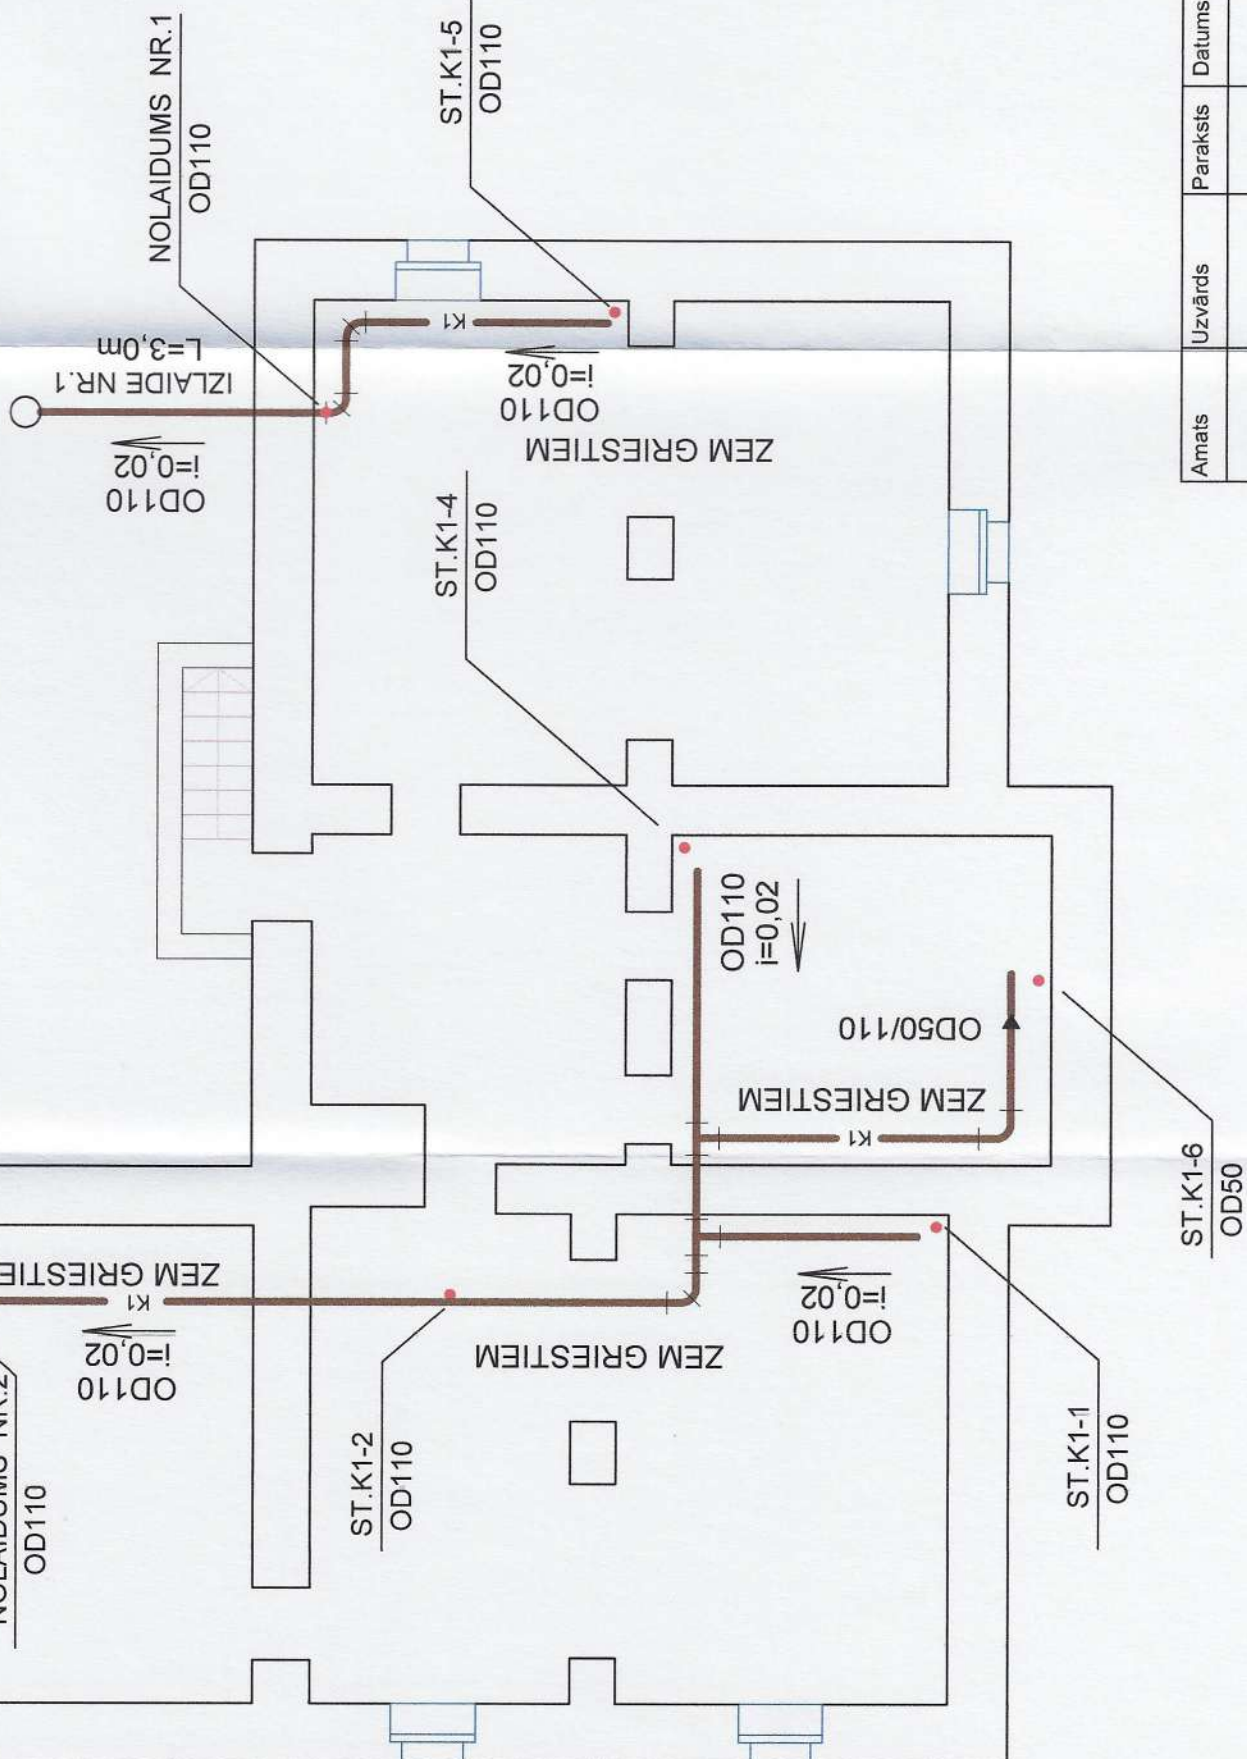 NOLAIDUMS NR.1
OD110
ST.K1-5
OD110
Amats
Uzvārds
Paraksts
Datums
IZLAIDE NR.1
L=3,0m
OD110
i=0,02
K1
OD110
i=0,02
ZEM GRIESTIEM
ST.K1-4
OD110
OD110
i=0,02
OD50/110
ZEM GRIESTIEM
K1
ST.K1-6
OD50
ZEM GRIESTIEM
K1
OD110
i=0,02
OD110
i=0,02
ZEM GRIESTIEM
NOLAIDUMS NR.2
OD110
ST.K1-2
OD110
ST.K1-1
OD110